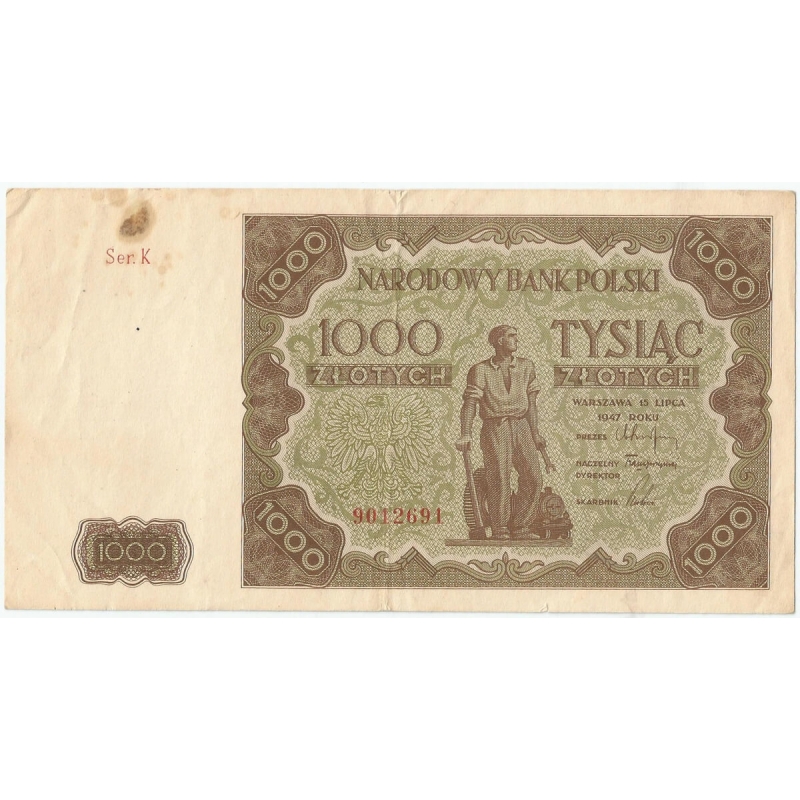 Ser. K
1000
1000
NARODOWY BANK POLSKI
1000
TYSIĄC
ZŁOTYCH
ZŁOTYCH
WARSZAWA 15 LIPCA
1947 ROKU
PREZES
NACZELNY
DYREKTOR
SKARBNIK
9012691
1000
1000
1000